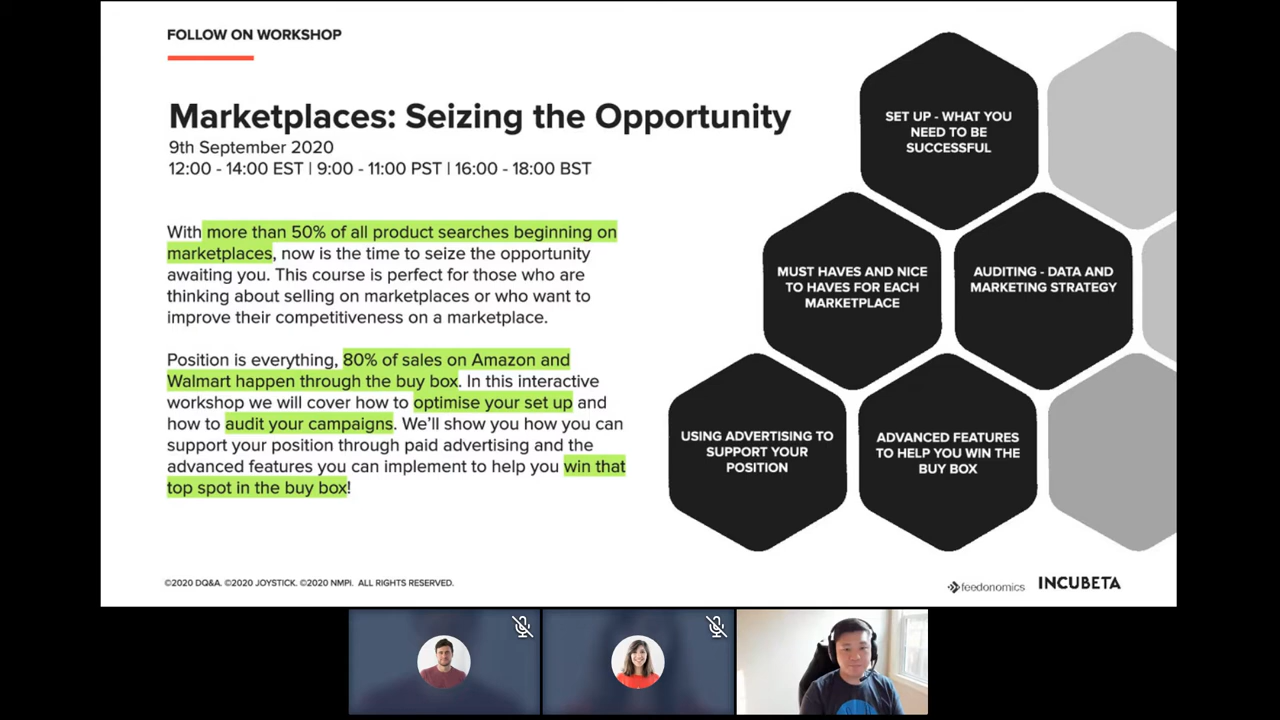 FOLLOW ON WORKSHOP
Marketplaces: Seizing the Opportunity
9th September 2020
12:00 - 14:00 EST | 9:00 - 11:00 PST | 16:00 - 18:00 BST
With more than 50% of all product searches beginning on
marketplaces, now is the time to seize the opportunity
awaiting you. This course is perfect for those who are
thinking about selling on marketplaces or who want to
improve their competitiveness on a marketplace.
Position is everything, 80% of sales on Amazon and
Walmart happen through the buy box. In this interactive
workshop we will cover how to optimise your set up and
how to audit your campaigns. We'll show you how you can
support your position through paid advertising and the
advanced features you can implement to help you win that
top spot in the buy box!
SET UP - WHAT YOU
NEED TO BE
SUCCESSFUL
MUST HAVES AND NICE
TO HAVES FOR EACH
MARKETPLACE
AUDITING - DATA AND
MARKETING STRATEGY
USING ADVERTISING TO
SUPPORT YOUR
POSITION
ADVANCED FEATURES
TO HELP YOU WIN THE
BUY BOX
©2020 DQ&A. ©2020 JOYSTICK. ©2020 NMPI. ALL RIGHTS RESERVED.
feedonomics
INCUBETA